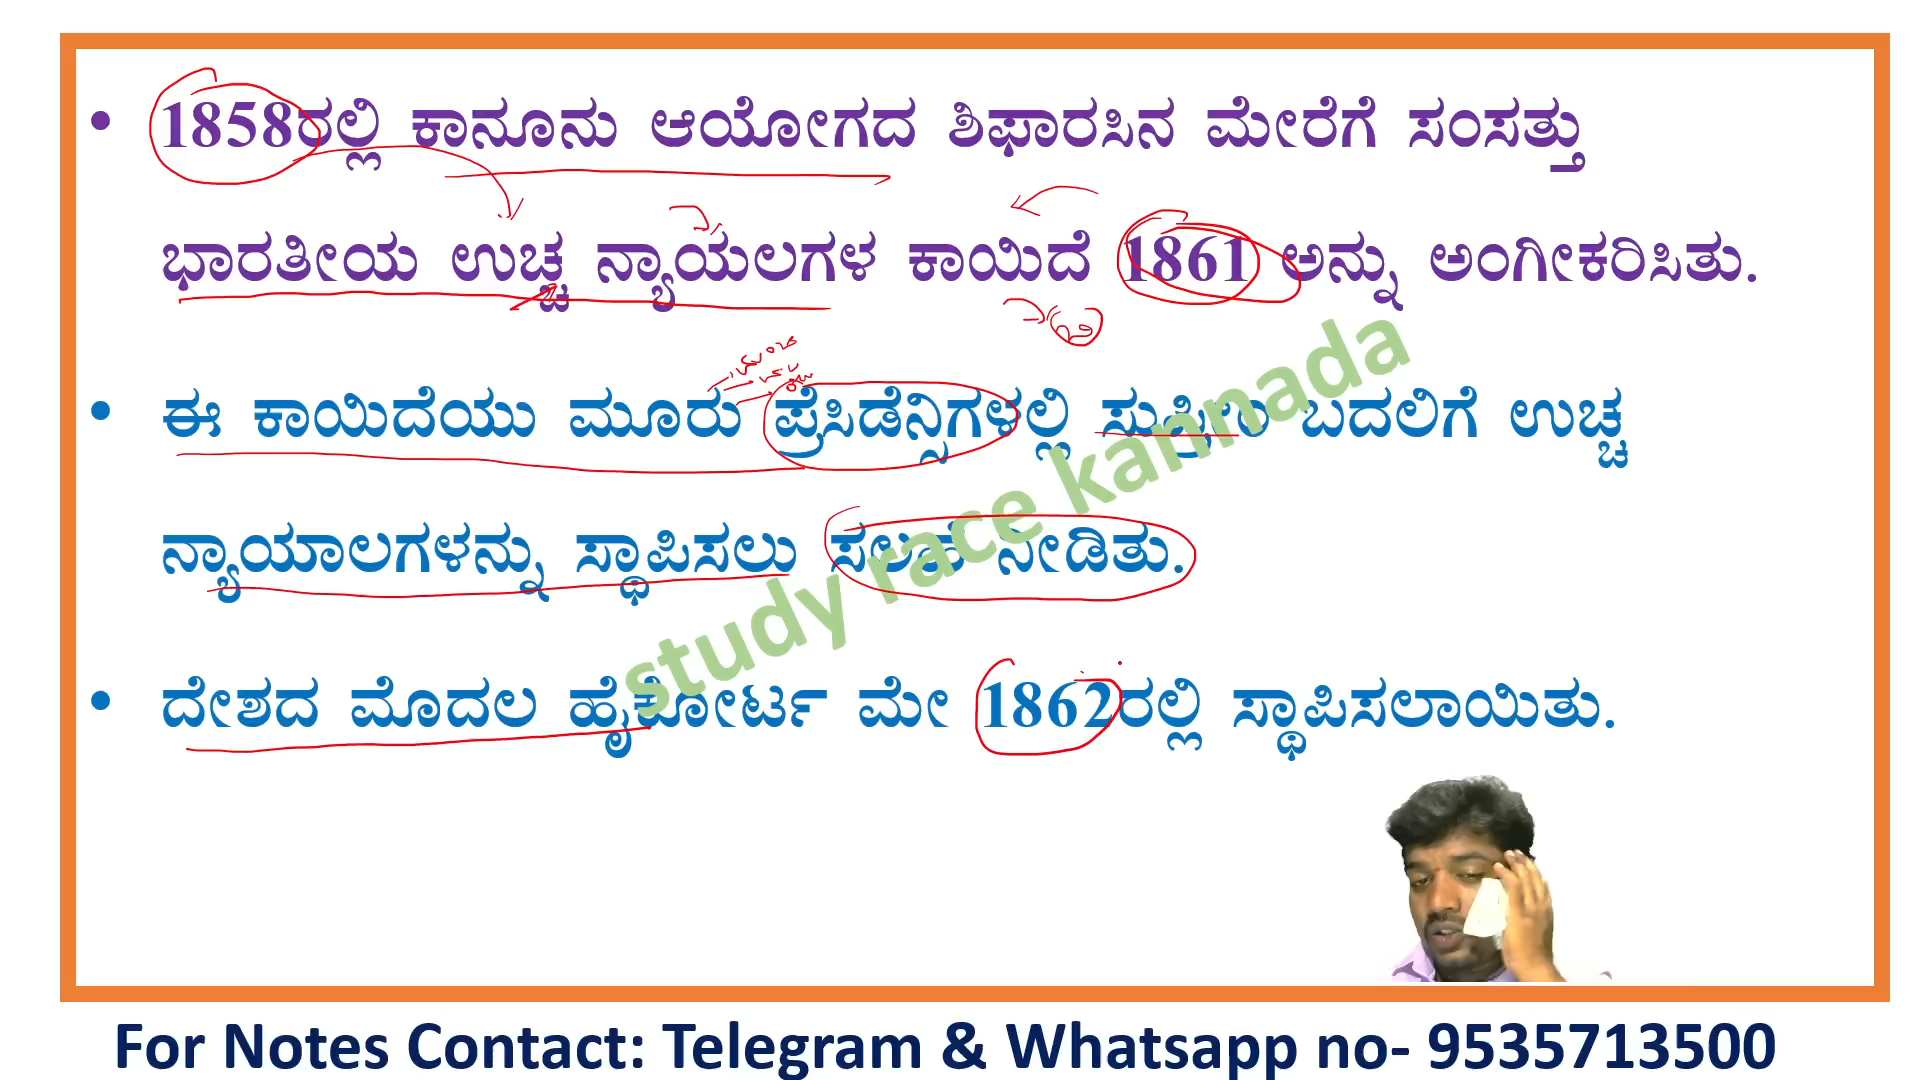 • 1858ರಲ್ಲಿ ಕಾನೂನು ಆಯೋಗದ ಶಿಫಾರಸಿನ ಮೇರೆಗೆ ಸಂಸತ್ತು
ಭಾರತೀಯ ಉಚ್ಚ ನ್ಯಾಯಲಗಳ ಕಾಯಿದೆ 1861 ಅನ್ನು ಅಂಗೀಕರಿಸಿತು.
• ಈ ಕಾಯಿದೆಯು ಮೂರು ಪ್ರೆಸಿಡೆನ್ಸಿಗಳಲ್ಲಿ ಸುಪ್ರೀಂ ಬದಲಿಗೆ ಉಚ್ಚ
ನ್ಯಾಯಾಲಗಳನ್ನು ಸ್ಥಾಪಿಸಲು ಸಲಹೆ ನೀಡಿತು.
• ದೇಶದ ಮೊದಲ ಹೈಕೋರ್ಟ ಮೇ 1862ರಲ್ಲಿ ಸ್ಥಾಪಿಸಲಾಯಿತು.
study race kannada
For Notes Contact: Telegram & Whatsapp no- 9535713500